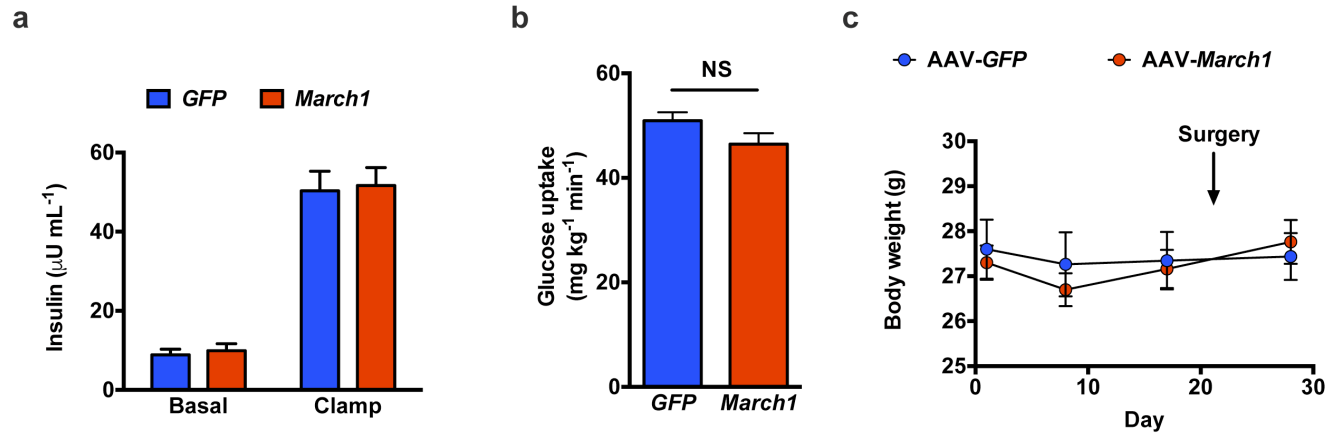 a
GFP March1
Insulin (μU mL⁻¹)
60
40
20
0
Basal Clamp
b
NS
Glucose uptake
(mg kg⁻¹ min⁻¹)
60
40
20
0
GFP March1
c
AAV-GFP AAV-March1
Surgery
Body weight (g)
30
29
28
27
26
25
0 10 20 30
Day